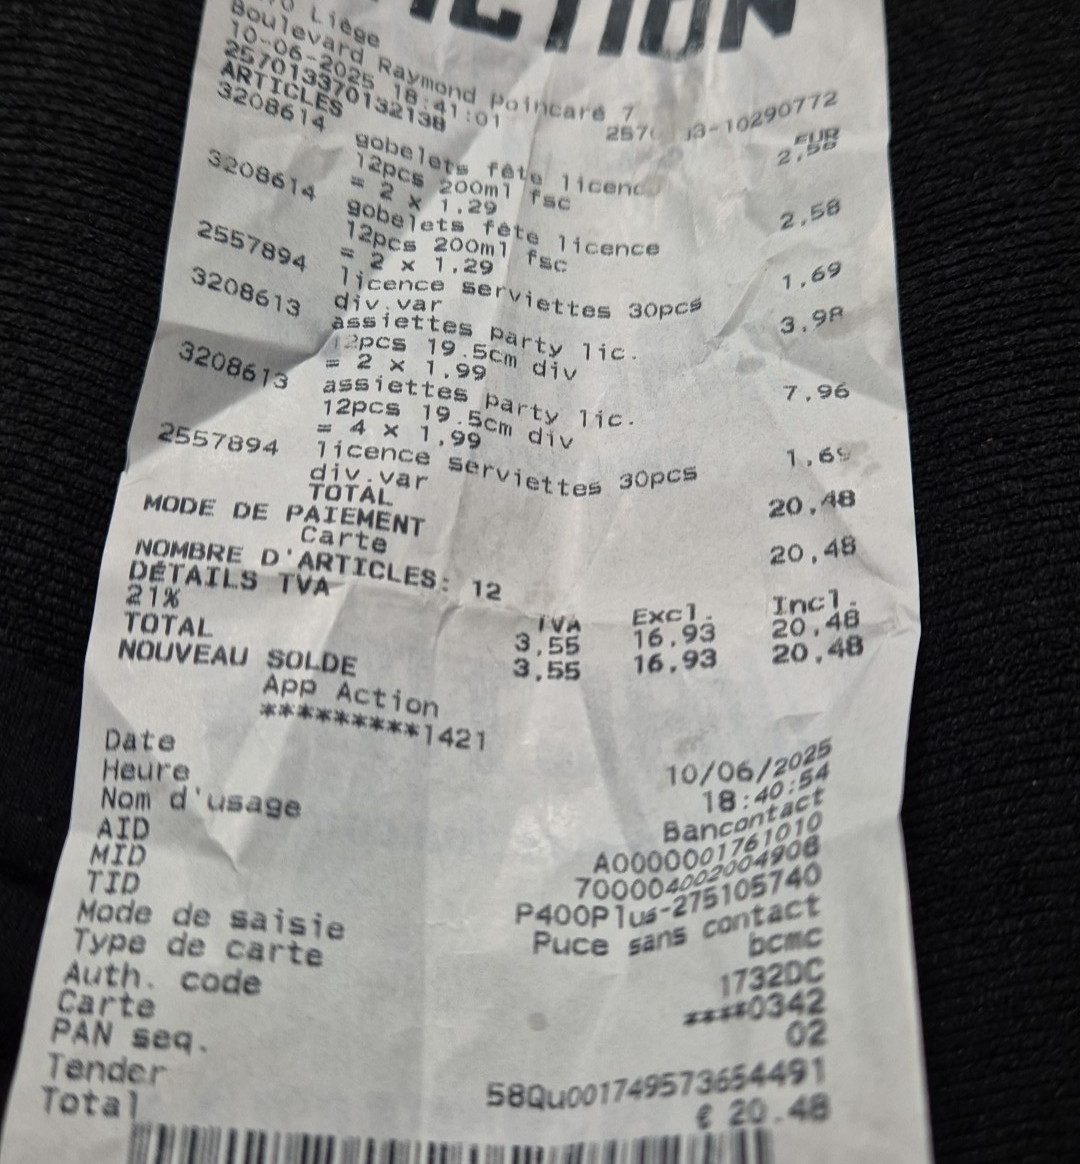 ACTION
Liège
Boulevard Raymond Poincaré 7
10-06-2025 18:41:01
257013370132138
ARTICLES EUR
3208614 gobelets fête licence 2,58
12pcs 200ml fsc
= 2 x 1,29
3208614 gobelets fête licence 2,58
12pcs 200ml fsc
= 2 x 1,29
2557894 licence serviettes 30pcs 1,69
div.var
3208613 assiettes party lic. 3,98
12pcs 19.5cm div
= 2 x 1,99
3208613 assiettes party lic. 7,96
12pcs 19.5cm div
= 4 x 1,99
2557894 licence serviettes 30pcs 1,69
div.var
TOTAL 20,48
MODE DE PAIEMENT
Carte 20,48
NOMBRE D'ARTICLES: 12
DÉTAILS TVA TVA Excl. Incl.
21% 3,55 16,93 20,48
TOTAL 3,55 16,93 20,48
NOUVEAU SOLDE
App Action
*********1421
Date 10/06/2025
Heure 18:40:54
Nom d'usage Bancontact
AID A0000001761010
MID 700004002004908
TID P400Plus-275105740
Mode de saisie Puce sans contact
Type de carte bcmc
Auth. code 1732DC
Carte ****0342
PAN seq. 02
Tender 58Qu001749573654491
Total € 20.48